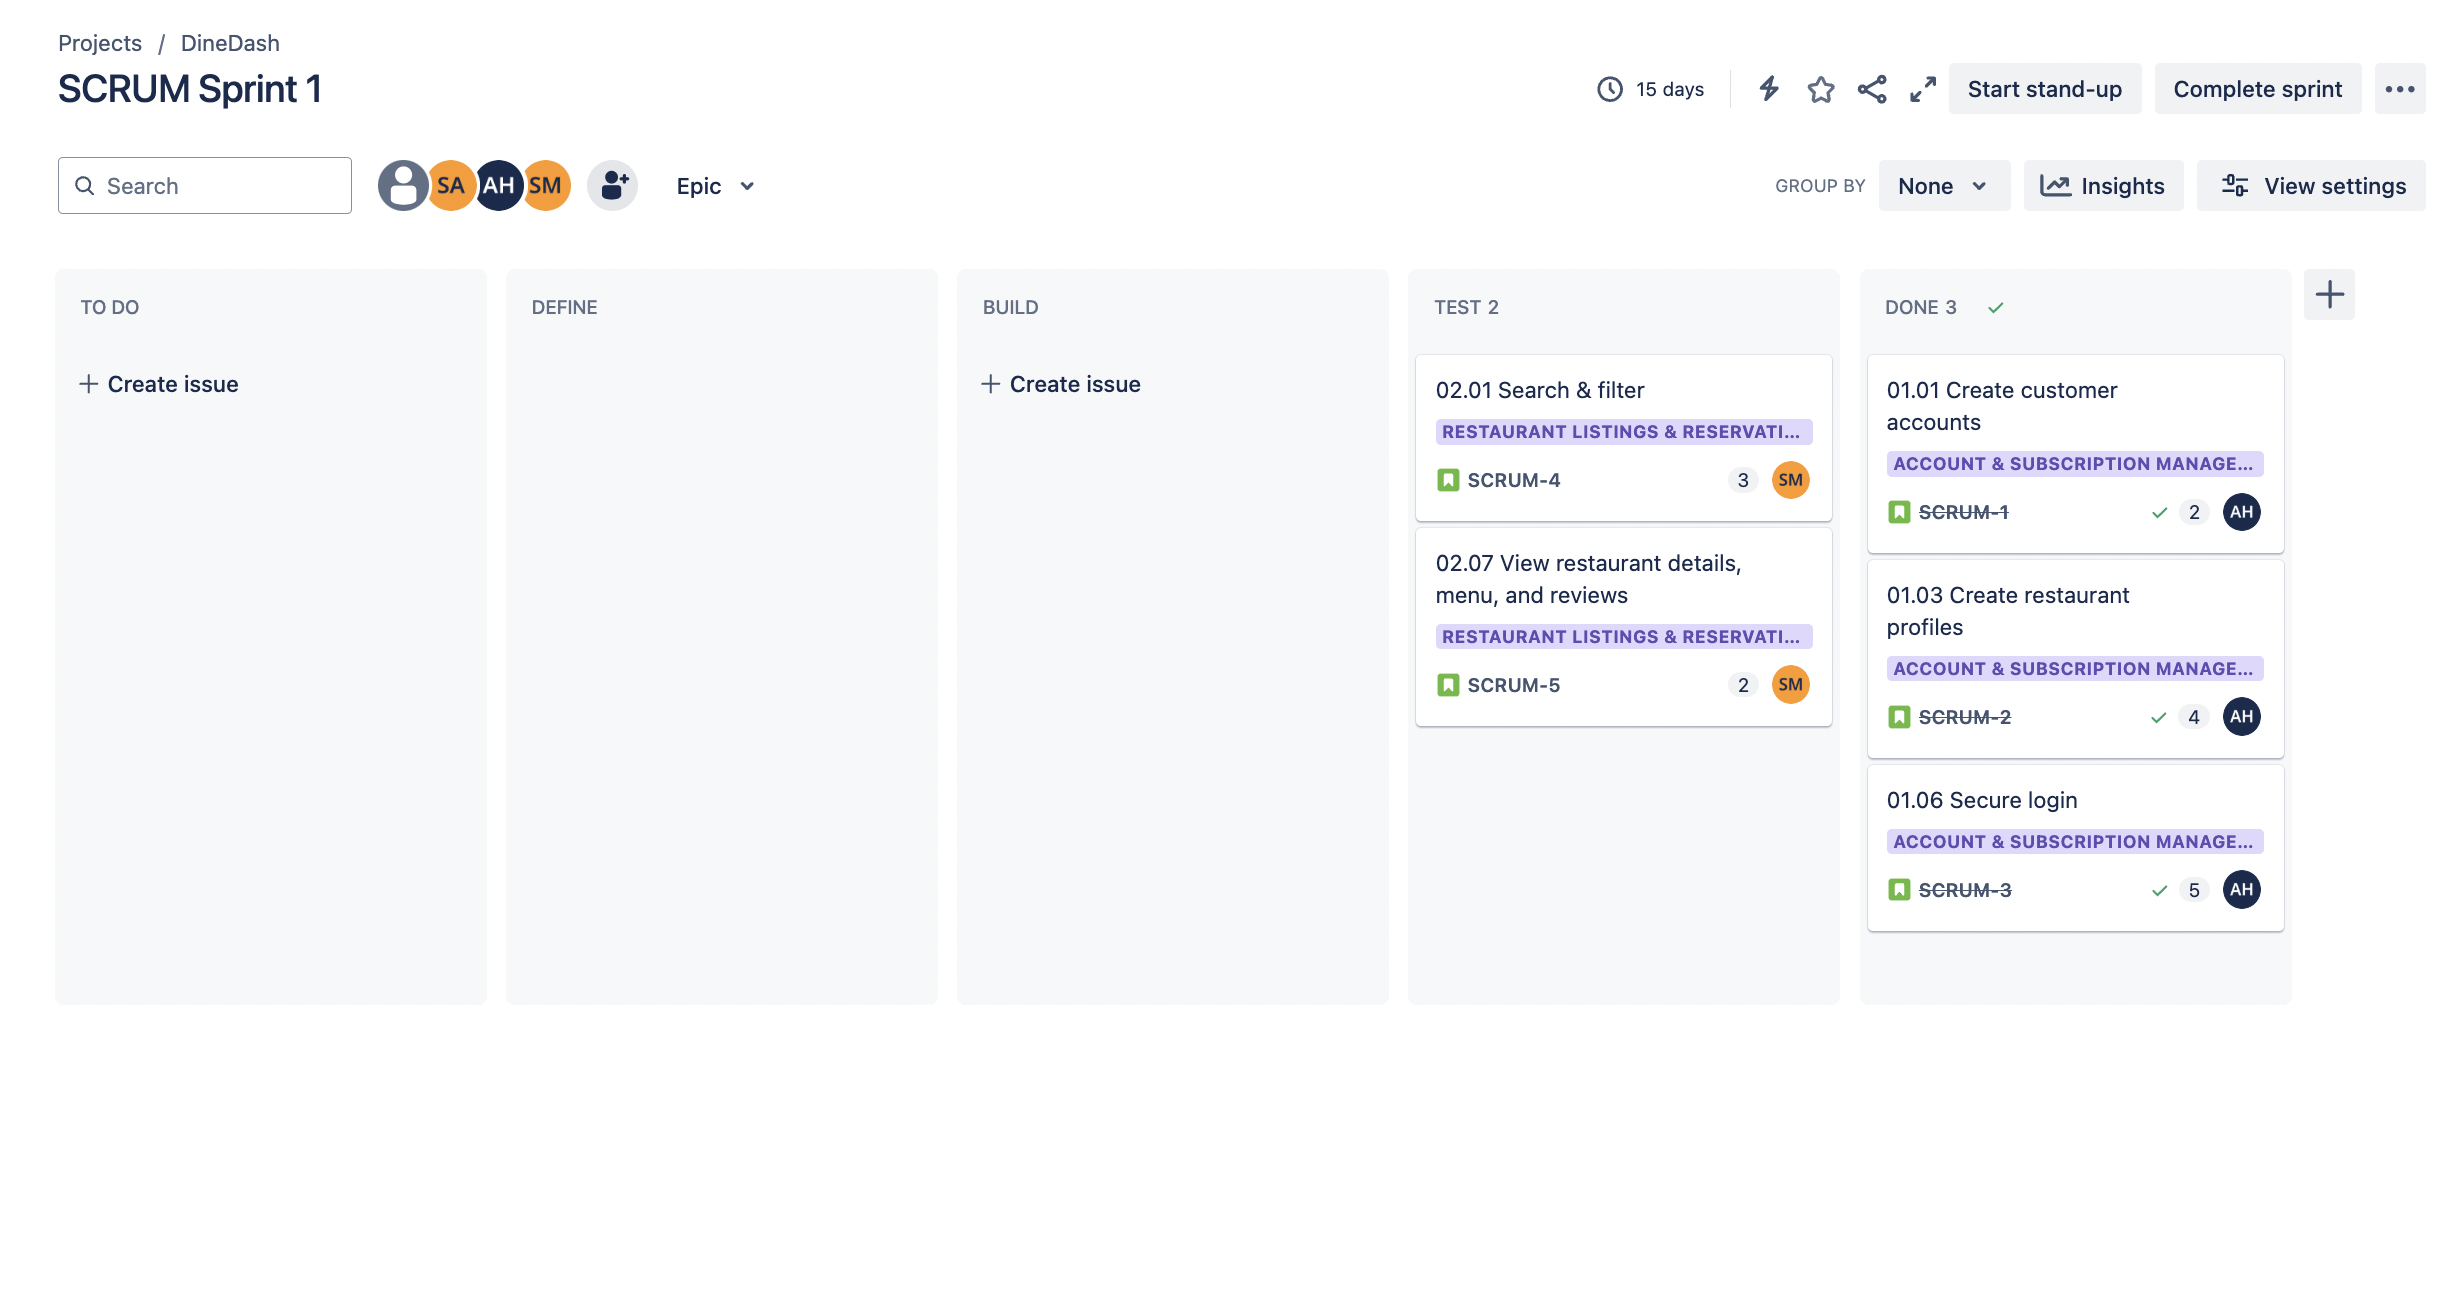 Projects / DineDash
SCRUM Sprint 1
15 days
Start stand-up
Complete sprint
Search
SA
AH
SM
Epic
GROUP BY
None
Insights
View settings
TO DO
Create issue
DEFINE
BUILD
Create issue
TEST 2
02.01 Search & filter
RESTAURANT LISTINGS & RESERVATI...
SCRUM-4
3
SM
02.07 View restaurant details,
menu, and reviews
RESTAURANT LISTINGS & RESERVATI...
SCRUM-5
2
SM
DONE 3
01.01 Create customer
accounts
ACCOUNT & SUBSCRIPTION MANAGE...
SCRUM-1
2
AH
01.03 Create restaurant
profiles
ACCOUNT & SUBSCRIPTION MANAGE...
SCRUM-2
4
AH
01.06 Secure login
ACCOUNT & SUBSCRIPTION MANAGE...
SCRUM-3
5
AH